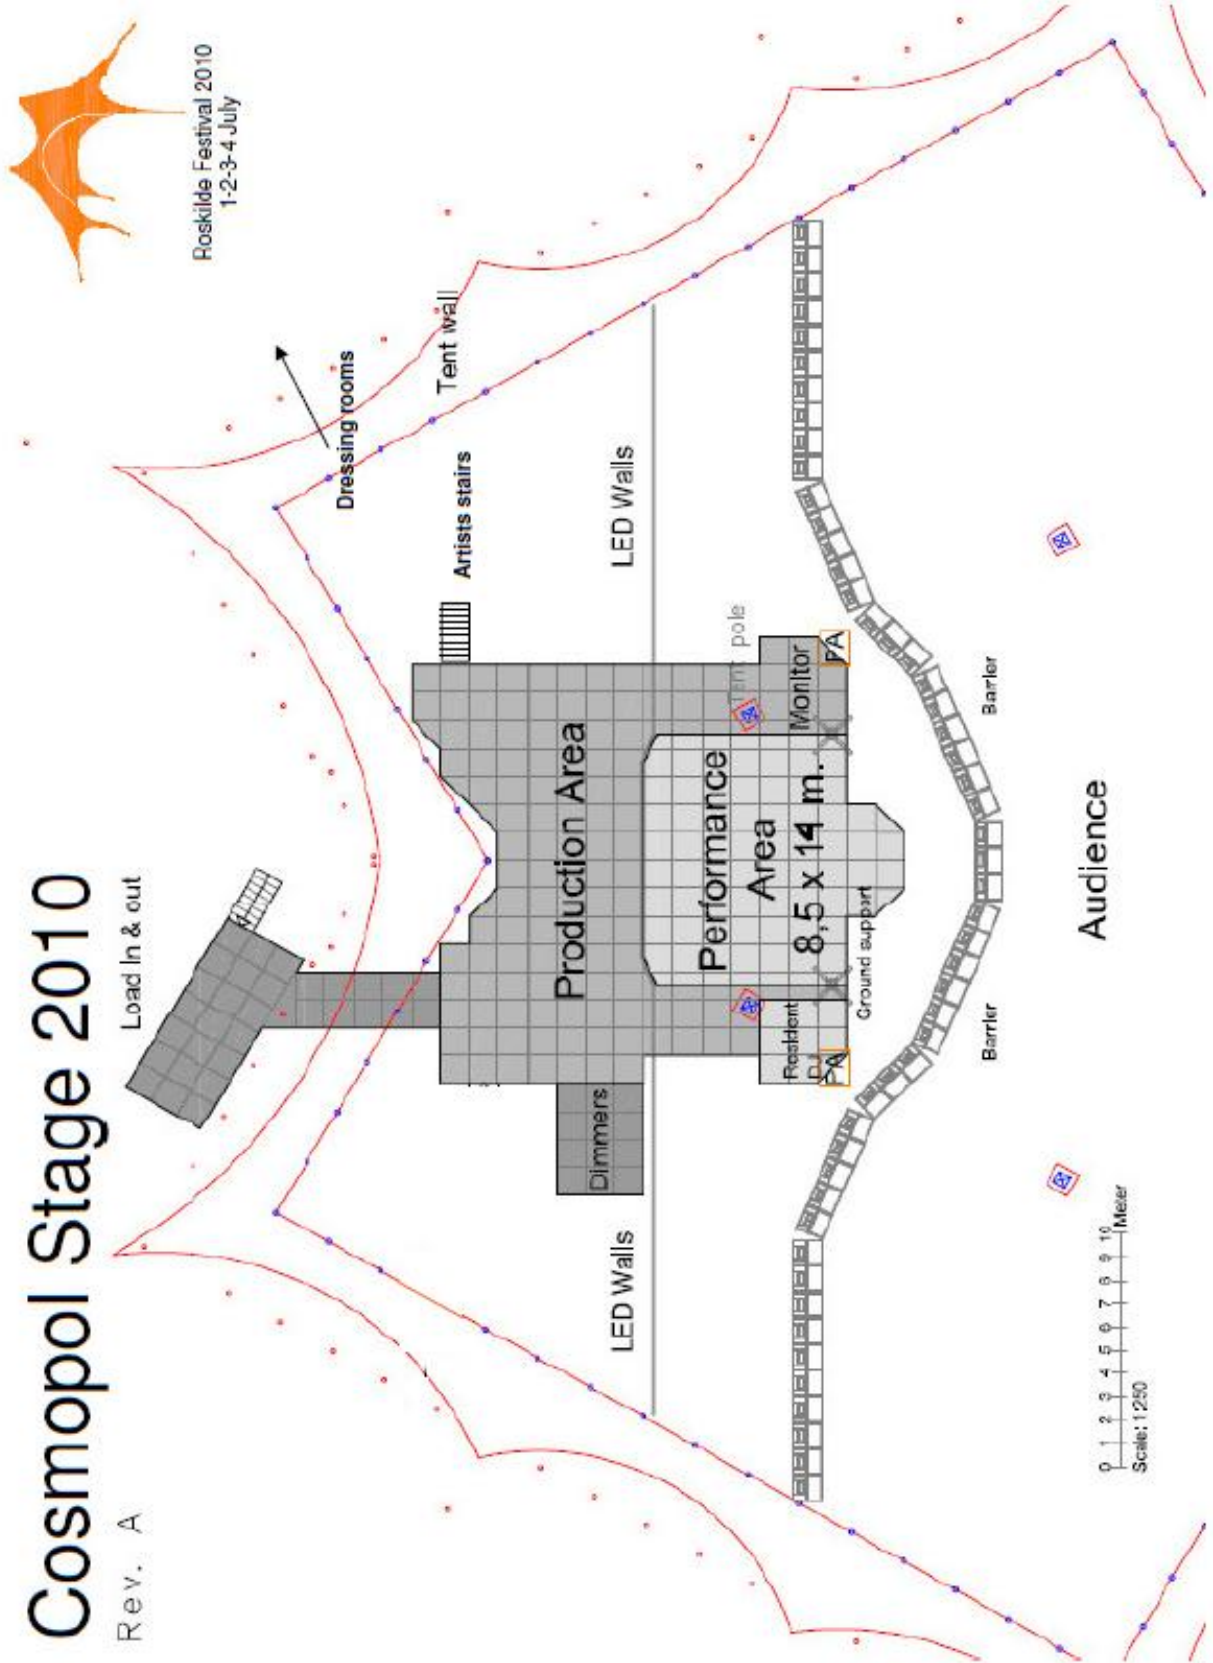 Cosmopol Stage 2010
Rev. A
Roskilde Festival 2010
1-2-3-4 July
Load In & out
Dressing rooms
Tent wall
Artists stairs
LED Walls
LED Walls
Dimmers
Production Area
Tent pole
Performance
Area
8,5 x 14 m.
Monitor
PA
Resident
DJ
PA
Ground support
Barrier
Barrier
Audience
0 1 2 3 4 5 6 7 8 9 10
Meter
Scale: 1:250